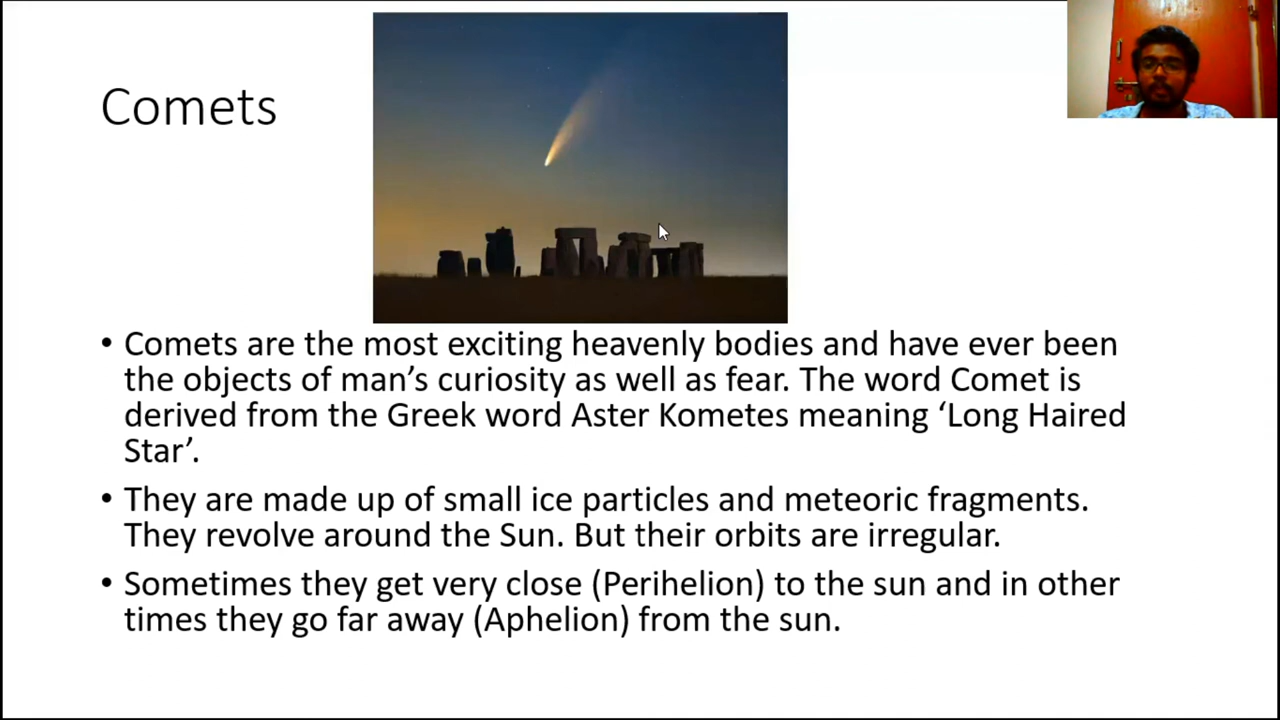 Comets
• Comets are the most exciting heavenly bodies and have ever been
the objects of man’s curiosity as well as fear. The word Comet is
derived from the Greek word Aster Kometes meaning ‘Long Haired
Star’.
• They are made up of small ice particles and meteoric fragments.
They revolve around the Sun. But their orbits are irregular.
• Sometimes they get very close (Perihelion) to the sun and in other
times they go far away (Aphelion) from the sun.